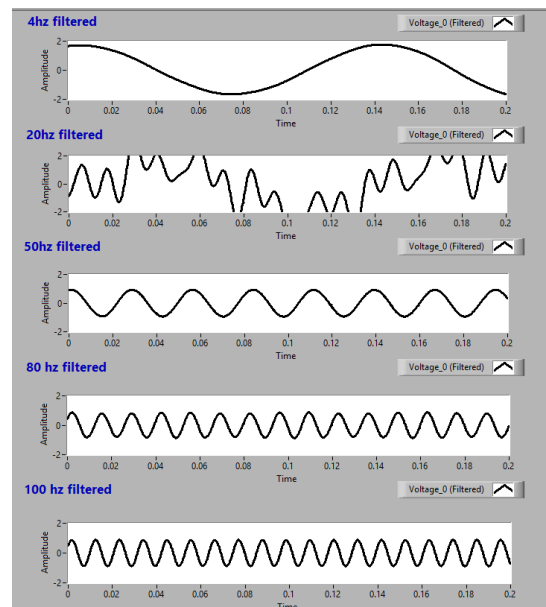 4hz filtered
Voltage_0 (Filtered)
Amplitude
2
0
-2
0 0.02 0.04 0.06 0.08 0.1 0.12 0.14 0.16 0.18 0.2
Time
20hz filtered
Voltage_0 (Filtered)
Amplitude
2
0
-2
0 0.02 0.04 0.06 0.08 0.1 0.12 0.14 0.16 0.18 0.2
Time
50hz filtered
Voltage_0 (Filtered)
Amplitude
2
0
-2
0 0.02 0.04 0.06 0.08 0.1 0.12 0.14 0.16 0.18 0.2
Time
80 hz filtered
Voltage_0 (Filtered)
Amplitude
2
0
-2
0 0.02 0.04 0.06 0.08 0.1 0.12 0.14 0.16 0.18 0.2
Time
100 hz filtered
Voltage_0 (Filtered)
Amplitude
2
0
-2
0 0.02 0.04 0.06 0.08 0.1 0.12 0.14 0.16 0.18 0.2
Time